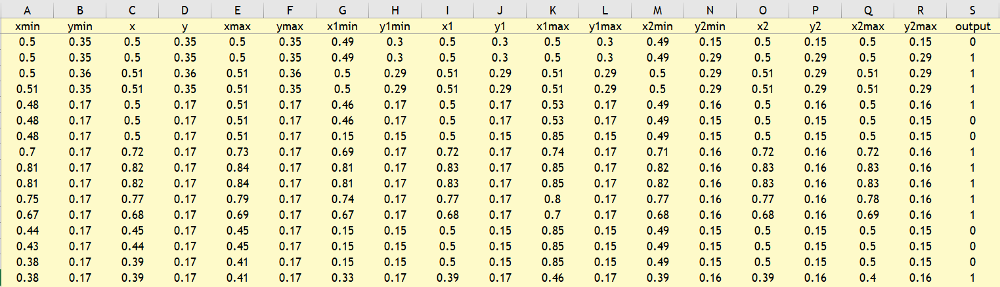 A B C D E F G H I J K L M N O P Q R S
xmin ymin x y xmax ymax x1min y1min x1 y1 x1max y1max x2min y2min x2 y2 x2max y2max output
0.5 0.35 0.5 0.35 0.5 0.35 0.49 0.3 0.5 0.3 0.5 0.3 0.49 0.15 0.5 0.15 0.5 0.15 0
0.5 0.35 0.5 0.35 0.5 0.35 0.49 0.3 0.5 0.3 0.5 0.3 0.49 0.29 0.5 0.29 0.5 0.29 1
0.5 0.36 0.51 0.36 0.51 0.36 0.5 0.29 0.51 0.29 0.51 0.29 0.5 0.29 0.51 0.29 0.51 0.29 1
0.51 0.35 0.51 0.35 0.51 0.35 0.5 0.29 0.51 0.29 0.51 0.29 0.5 0.29 0.51 0.29 0.51 0.29 1
0.48 0.17 0.5 0.17 0.51 0.17 0.46 0.17 0.5 0.17 0.53 0.17 0.49 0.16 0.5 0.16 0.5 0.16 1
0.48 0.17 0.5 0.17 0.51 0.17 0.46 0.17 0.5 0.17 0.53 0.17 0.49 0.15 0.5 0.15 0.5 0.15 0
0.48 0.17 0.5 0.17 0.51 0.17 0.15 0.15 0.5 0.15 0.85 0.15 0.49 0.15 0.5 0.15 0.5 0.15 0
0.7 0.17 0.72 0.17 0.73 0.17 0.69 0.17 0.72 0.17 0.74 0.17 0.71 0.16 0.72 0.16 0.72 0.16 1
0.81 0.17 0.82 0.17 0.84 0.17 0.81 0.17 0.83 0.17 0.85 0.17 0.82 0.16 0.83 0.16 0.83 0.16 1
0.81 0.17 0.82 0.17 0.84 0.17 0.81 0.17 0.83 0.17 0.85 0.17 0.82 0.16 0.83 0.16 0.83 0.16 1
0.75 0.17 0.77 0.17 0.79 0.17 0.74 0.17 0.77 0.17 0.8 0.17 0.77 0.16 0.77 0.16 0.78 0.16 1
0.67 0.17 0.68 0.17 0.69 0.17 0.67 0.17 0.68 0.17 0.7 0.17 0.68 0.16 0.68 0.16 0.69 0.16 1
0.44 0.17 0.45 0.17 0.45 0.17 0.15 0.15 0.5 0.15 0.85 0.15 0.49 0.15 0.5 0.15 0.5 0.15 0
0.43 0.17 0.44 0.17 0.45 0.17 0.15 0.15 0.5 0.15 0.85 0.15 0.49 0.15 0.5 0.15 0.5 0.15 0
0.38 0.17 0.39 0.17 0.41 0.17 0.15 0.15 0.5 0.15 0.85 0.15 0.49 0.15 0.5 0.15 0.5 0.15 0
0.38 0.17 0.39 0.17 0.41 0.17 0.33 0.17 0.39 0.17 0.46 0.17 0.39 0.16 0.39 0.16 0.4 0.16 1